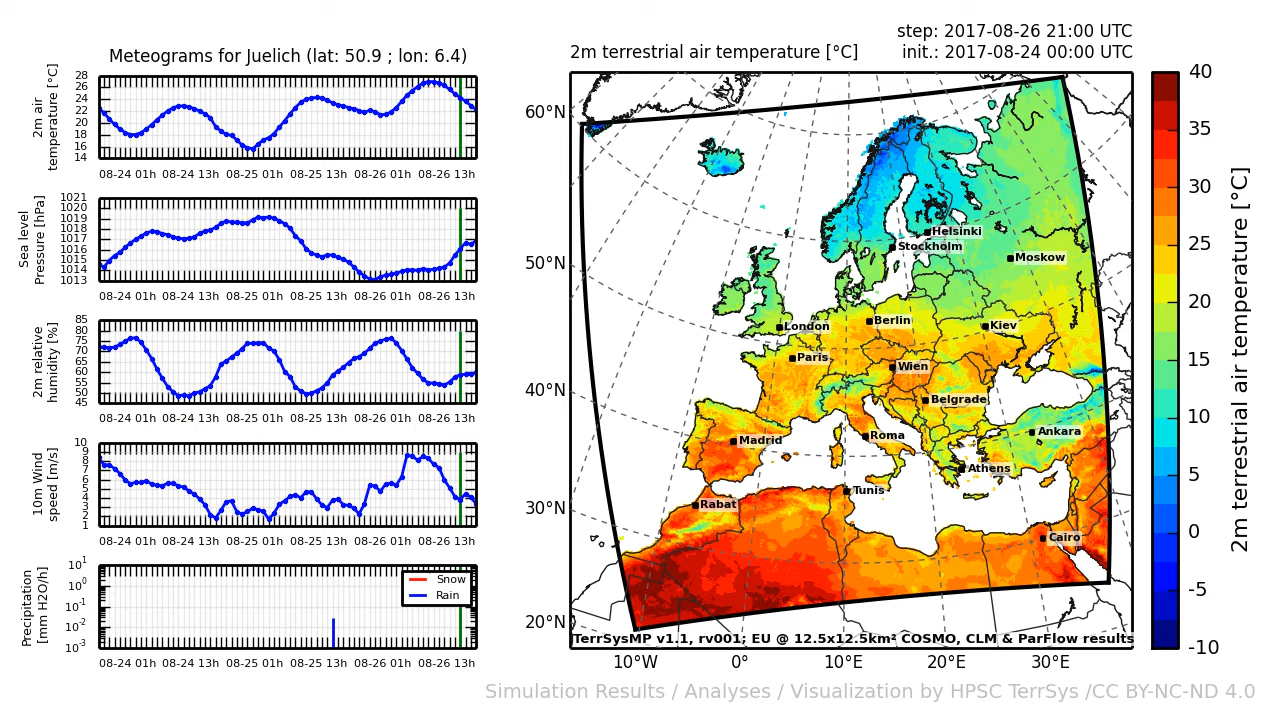 step: 2017-08-26 21:00 UTC
Meteograms for Juelich (lat: 50.9 ; lon: 6.4)
2m terrestrial air temperature [°C]
init.: 2017-08-24 00:00 UTC
2m air
temperature [°C]
28
26
24
22
20
18
16
14
08-24 01h 08-24 13h 08-25 01h 08-25 13h 08-26 01h 08-26 13h
Sea level
Pressure [hPa]
1021
1020
1019
1018
1017
1016
1015
1014
1013
08-24 01h 08-24 13h 08-25 01h 08-25 13h 08-26 01h 08-26 13h
2m relative
humidity [%]
85
80
75
70
65
60
55
50
45
08-24 01h 08-24 13h 08-25 01h 08-25 13h 08-26 01h 08-26 13h
10m Wind
speed [m/s]
10
9
8
7
6
5
4
3
2
1
08-24 01h 08-24 13h 08-25 01h 08-25 13h 08-26 01h 08-26 13h
Precipitation
[mm H2O/h]
10¹
10⁰
10⁻¹
10⁻²
10⁻³
Snow
Rain
08-24 01h 08-24 13h 08-25 01h 08-25 13h 08-26 01h 08-26 13h
60°N
50°N
40°N
30°N
20°N
Helsinki
Stockholm
Moskow
London
Berlin
Kiev
Paris
Wien
Belgrade
Madrid
Roma
Ankara
Athens
Tunis
Rabat
Cairo
TerrSysMP v1.1, rv001; EU @ 12.5x12.5km² COSMO, CLM & ParFlow results
10°W 0° 10°E 20°E 30°E
40
35
30
25
20
15
10
5
0
-5
-10
2m terrestrial air temperature [°C]
Simulation Results / Analyses / Visualization by HPSC TerrSys /CC BY-NC-ND 4.0